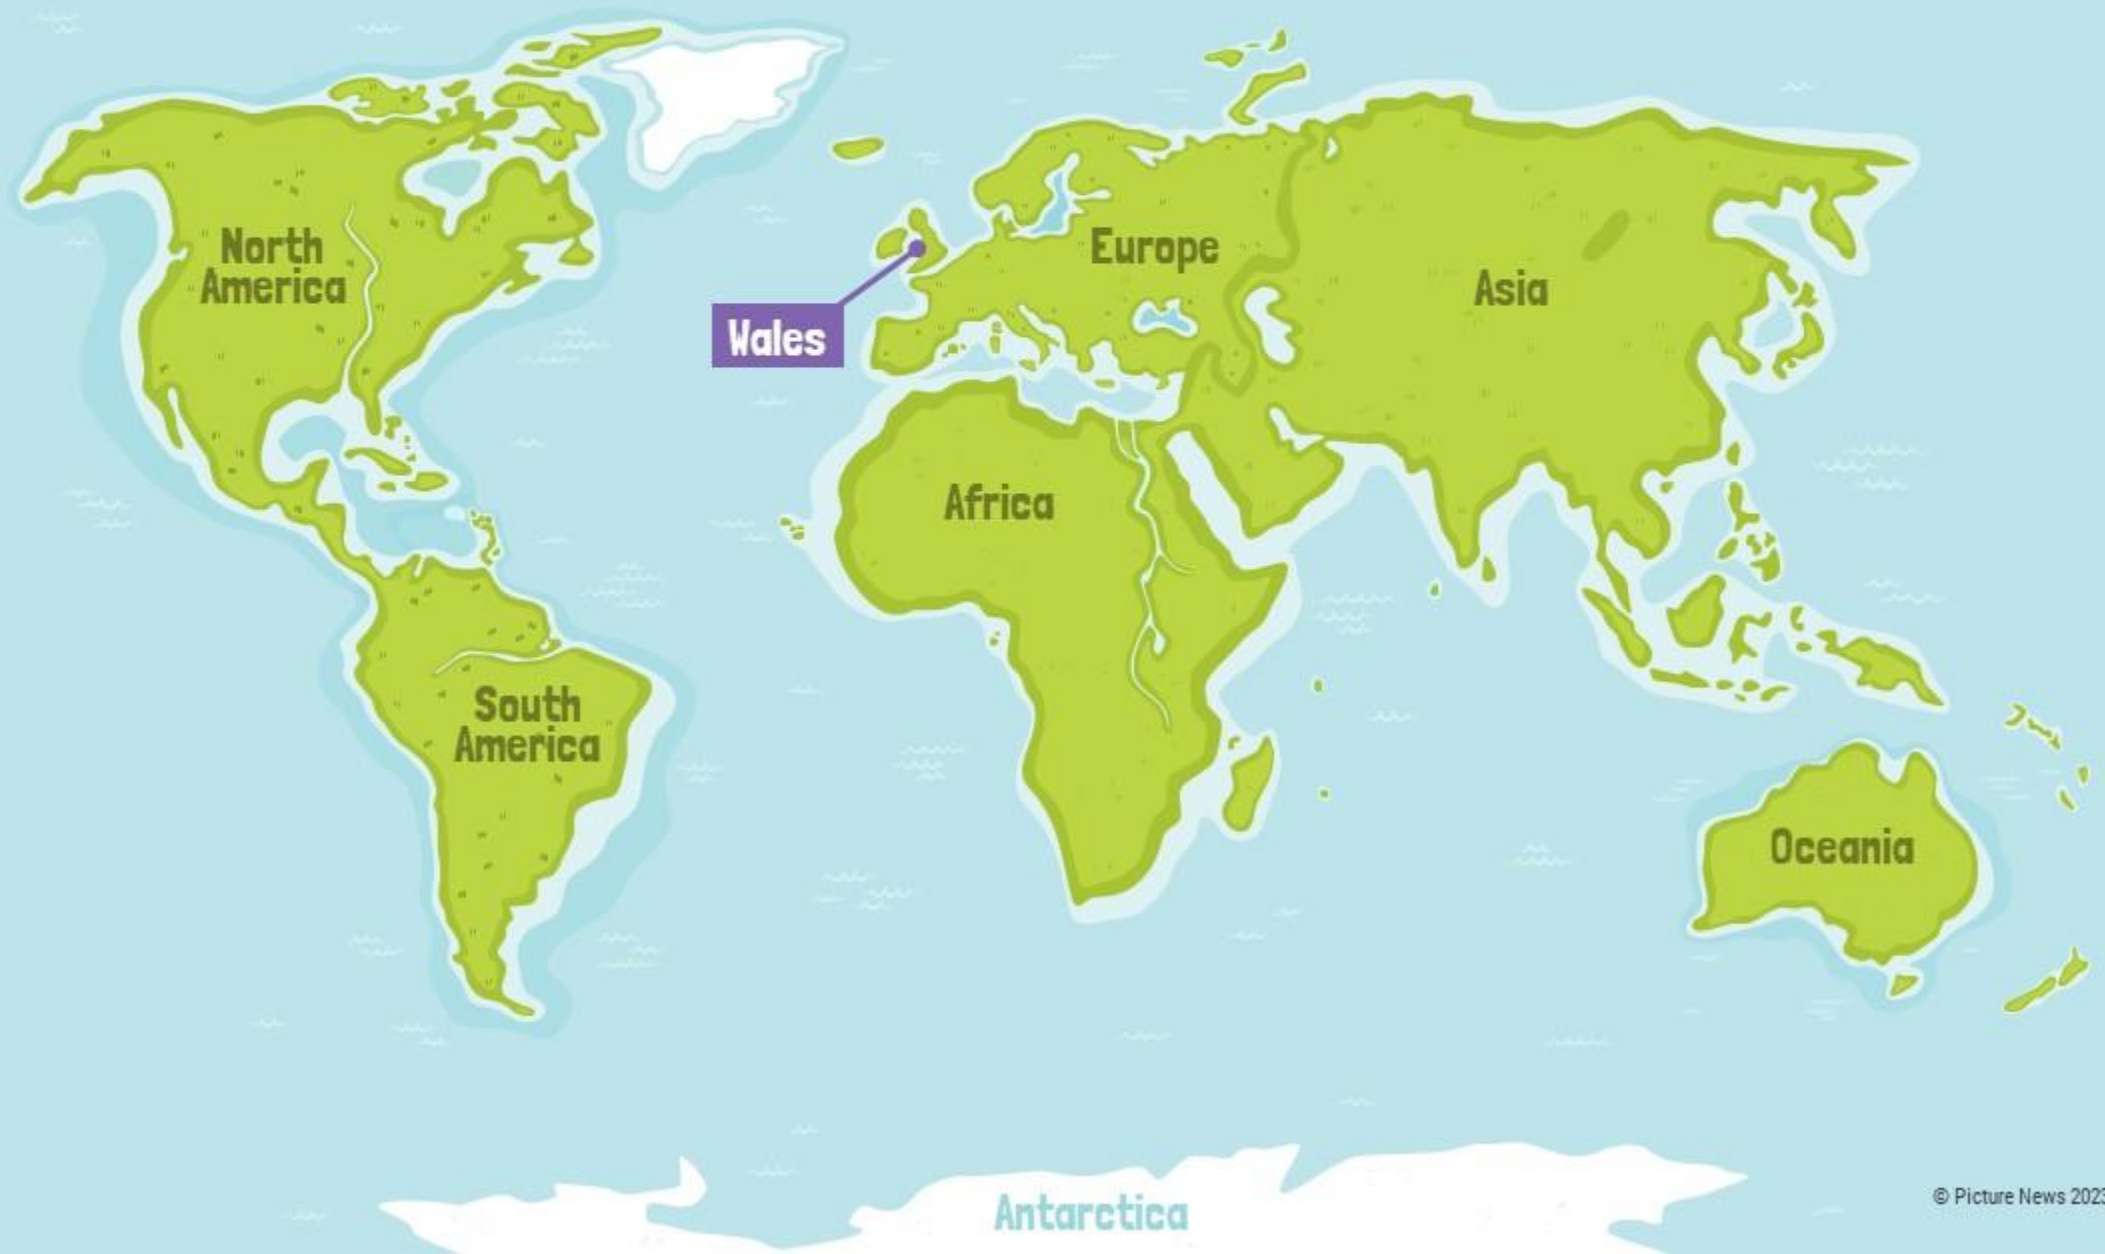 North
America
Europe
Asia
Wales
Africa
South
America
Oceania
Antarctica
© Picture News 2023